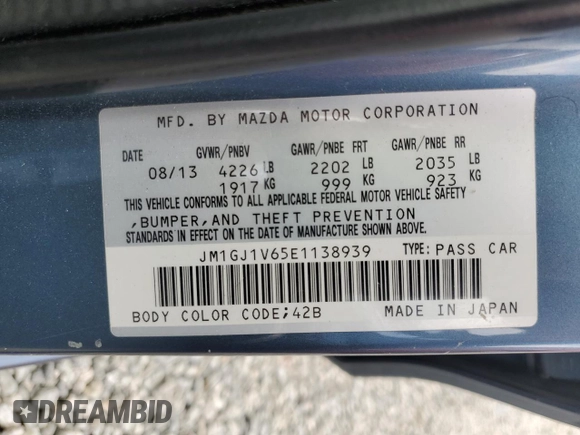 MFD. BY MAZDA MOTOR CORPORATION
DATE GVWR/PNBV GAWR/PNBE FRT GAWR/PNBE RR
08/13 4226 LB 2202 LB 2035 LB
1917 KG 999 KG 923 KG
THIS VEHICLE CONFORMS TO ALL APPLICABLE FEDERAL MOTOR VEHICLE SAFETY
,BUMPER,AND THEFT PREVENTION
STANDARDS IN EFFECT ON THE DATE OF MANUFACTURE SHOWN ABOVE.
JM1GJ1V65E1138939 TYPE:PASS CAR
BODY COLOR CODE;42B MADE IN JAPAN
DREAMBID